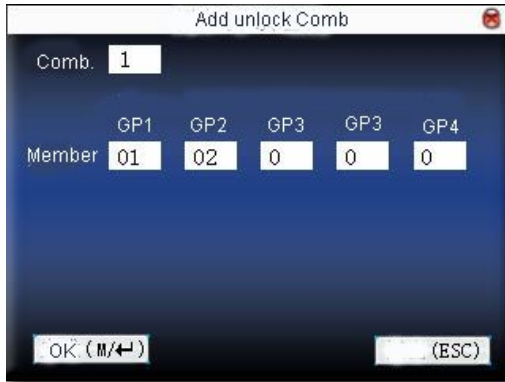 Add unlock Comb
Comb. 1
GP1 GP2 GP3 GP3 GP4
Member 01 02 0 0 0
OK (M/↵) (ESC)